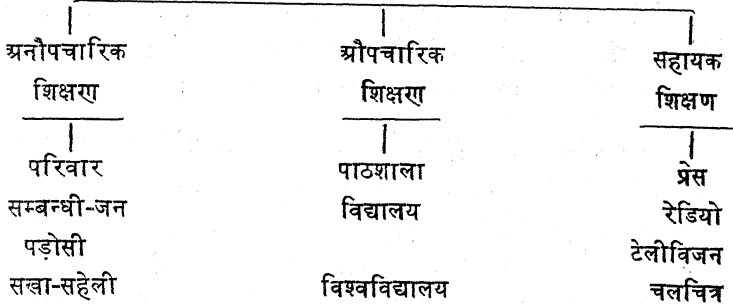 अनौपचारिक औपचारिक सहायक
शिक्षण शिक्षण शिक्षण
परिवार पाठशाला प्रेस
सम्बन्धी-जन विद्यालय रेडियो
पड़ोसी टेलीविजन
सखा-सहेली विश्वविद्यालय चलचित्र